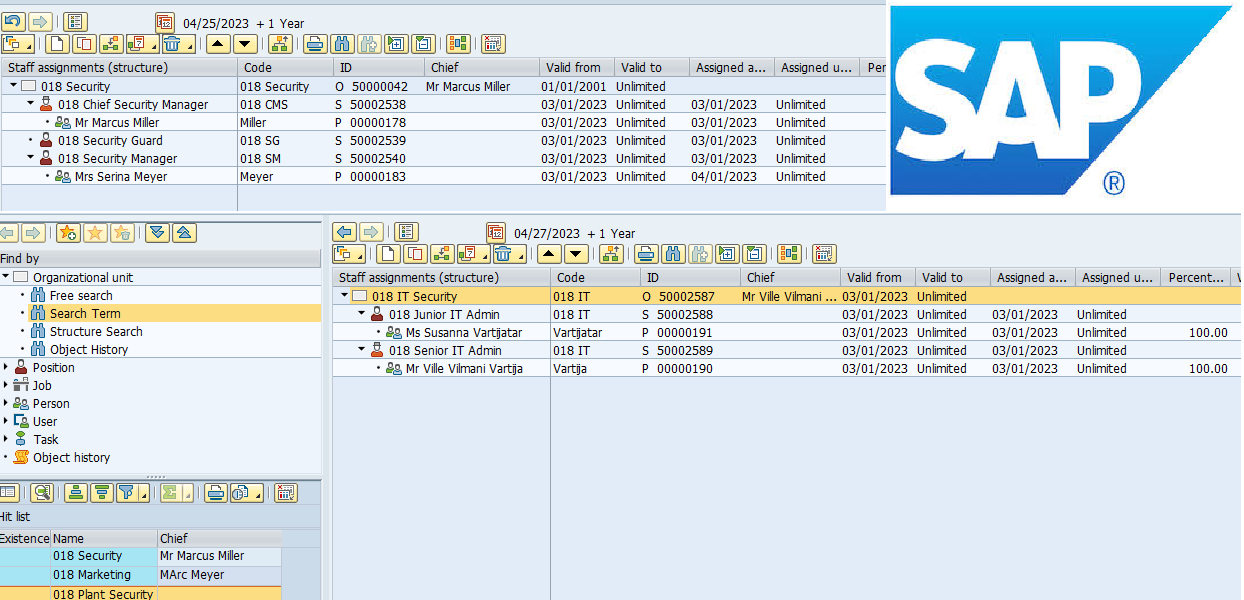 04/25/2023 + 1 Year
Staff assignments (structure) Code ID Chief Valid from Valid to Assigned a... Assigned u... Per
018 Security 018 Security O 50000042 Mr Marcus Miller 01/01/2001 Unlimited
018 Chief Security Manager 018 CMS S 50002538 03/01/2023 Unlimited 03/01/2023 Unlimited
Mr Marcus Miller Miller P 00000178 03/01/2023 Unlimited 03/01/2023 Unlimited
018 Security Guard 018 SG S 50002539 03/01/2023 Unlimited 03/01/2023 Unlimited
018 Security Manager 018 SM S 50002540 03/01/2023 Unlimited 03/01/2023 Unlimited
Mrs Serina Meyer Meyer P 00000183 03/01/2023 Unlimited 04/01/2023 Unlimited
SAP ®
Find by
Organizational unit
Free search
Search Term
Structure Search
Object History
Position
Job
Person
User
Task
Object history
Hit list
Existence Name Chief
018 Security Mr Marcus Miller
018 Marketing MArc Meyer
018 Plant Security
04/27/2023 + 1 Year
Staff assignments (structure) Code ID Chief Valid from Valid to Assigned a... Assigned u... Percent... V
018 IT Security 018 IT O 50002587 Mr Ville Vilmani ... 03/01/2023 Unlimited
018 Junior IT Admin 018 IT S 50002588 03/01/2023 Unlimited 03/01/2023 Unlimited
Ms Susanna Vartijatar Vartijatar P 00000191 03/01/2023 Unlimited 03/01/2023 Unlimited 100.00
018 Senior IT Admin 018 IT S 50002589 03/01/2023 Unlimited 03/01/2023 Unlimited
Mr Ville Vilmani Vartija Vartija P 00000190 03/01/2023 Unlimited 03/01/2023 Unlimited 100.00